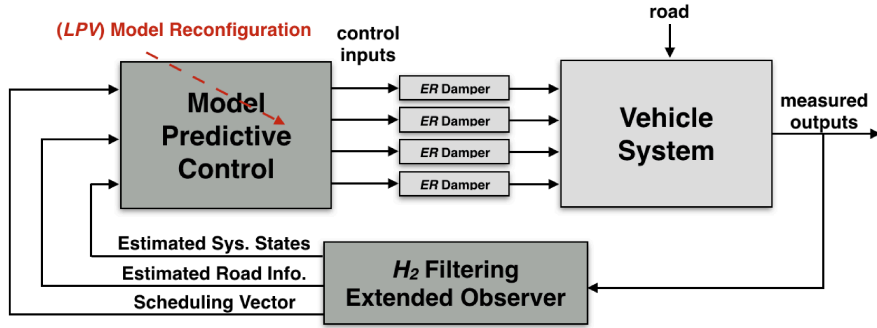 (LPV) Model Reconfiguration
control
inputs
road
Model
Predictive
Control
ER Damper
ER Damper
ER Damper
ER Damper
Vehicle
System
measured
outputs
Estimated Sys. States
Estimated Road Info.
Scheduling Vector
H₂ Filtering
Extended Observer